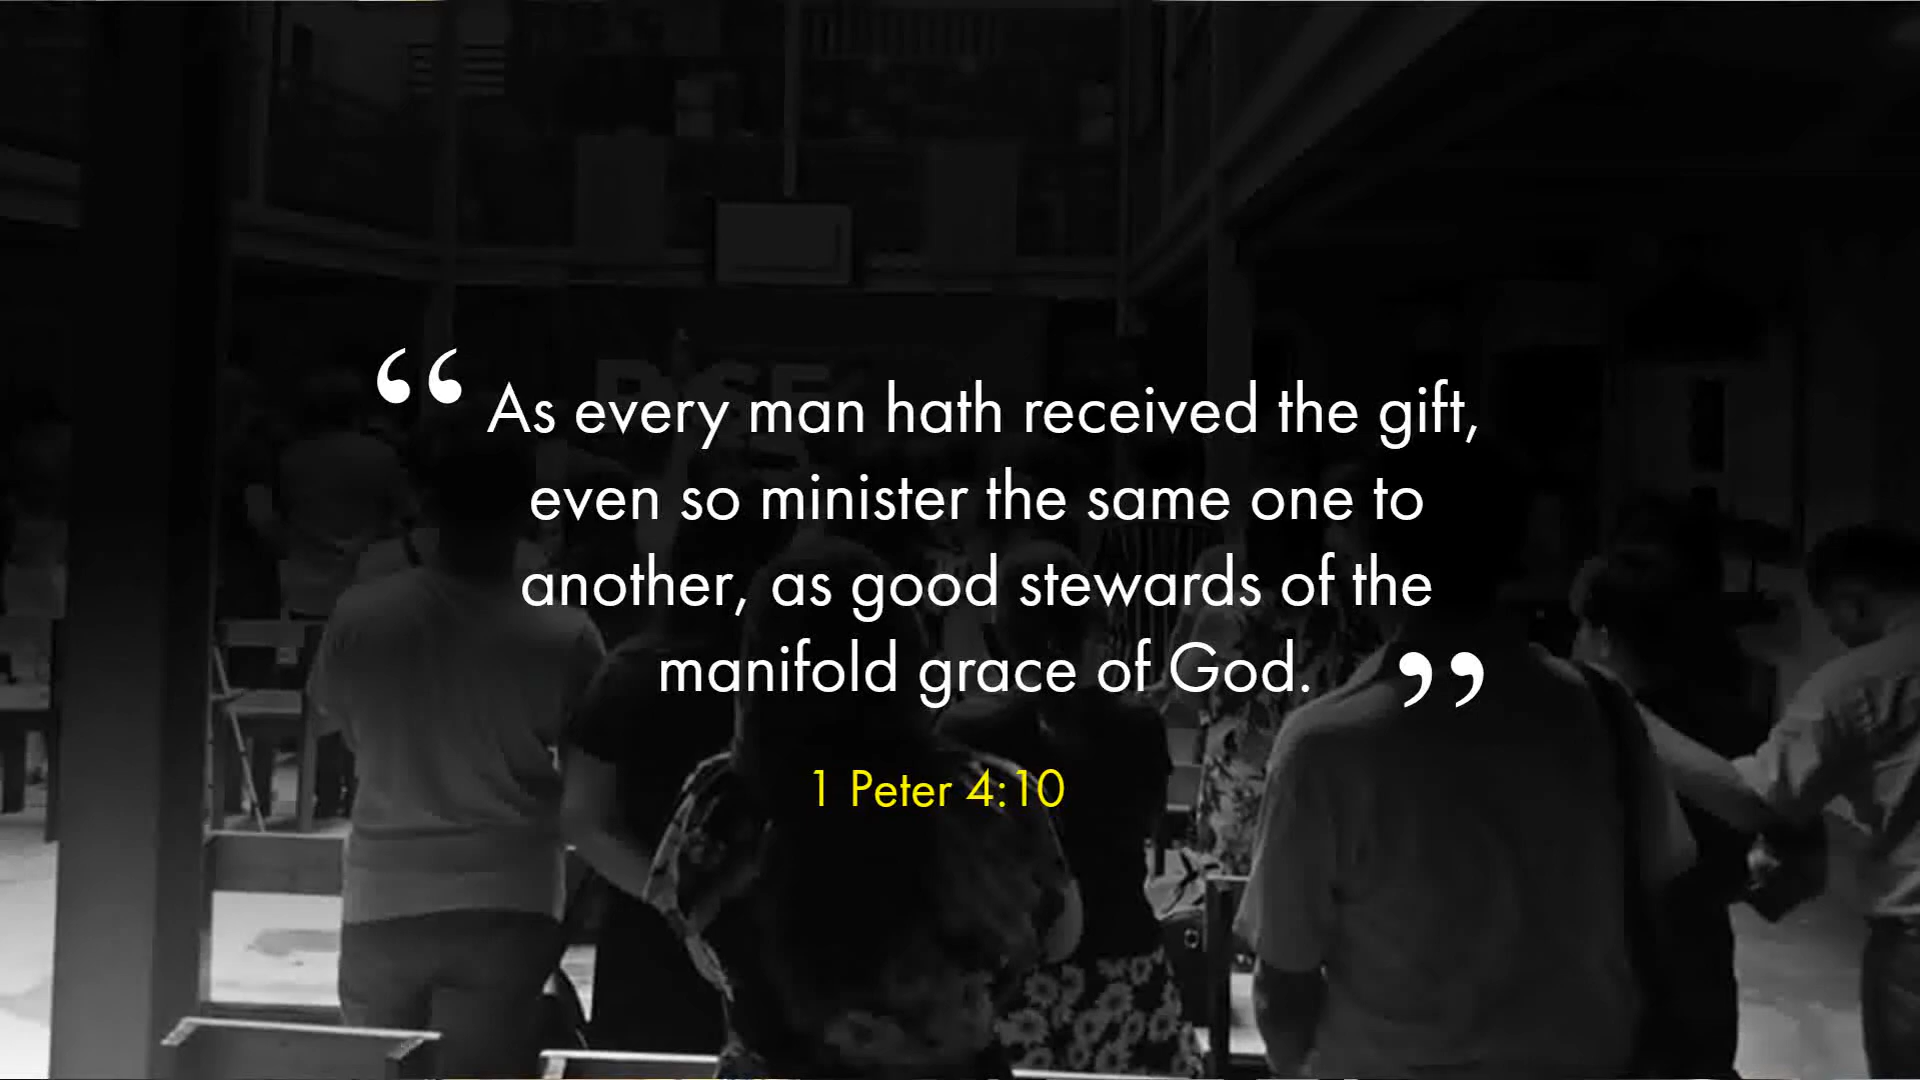 “As every man hath received the gift,
even so minister the same one to
another, as good stewards of the
manifold grace of God.”
1 Peter 4:10